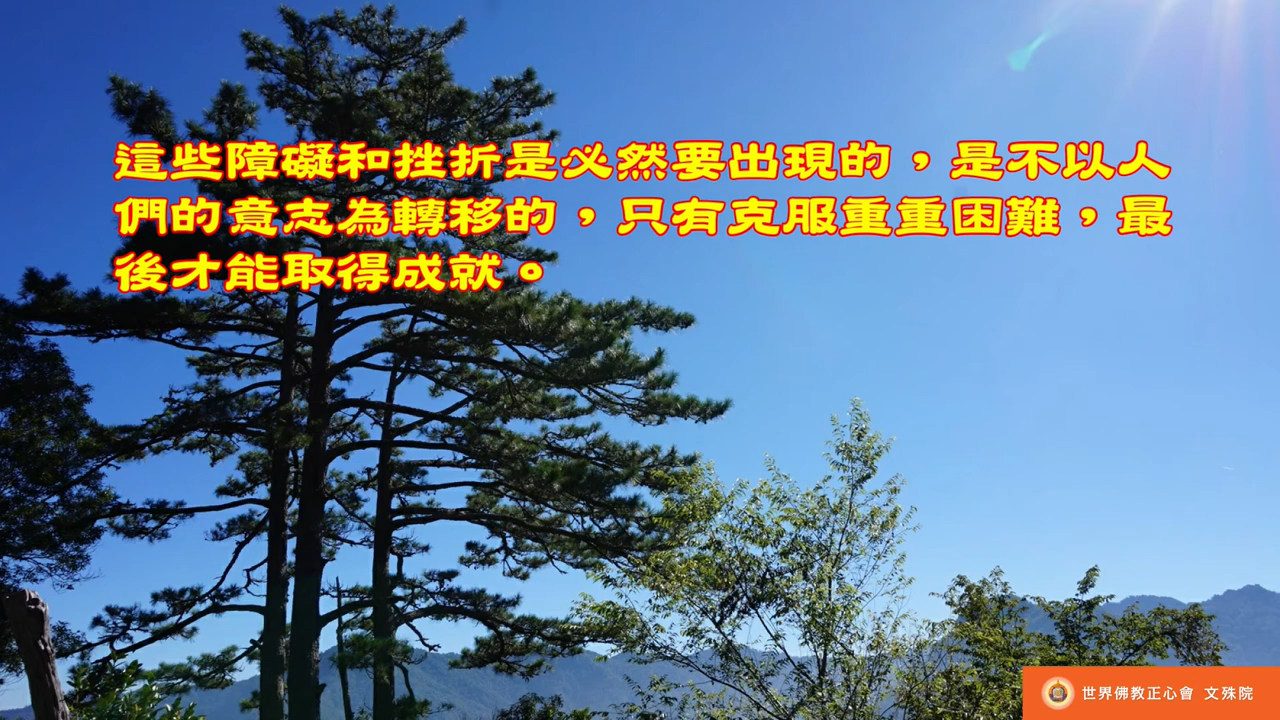 這些障礙和挫折是必然要出現的，是不以人
們的意志為轉移的，只有克服重重困難，最
後才能取得成就。
世界佛教正心會 文殊院